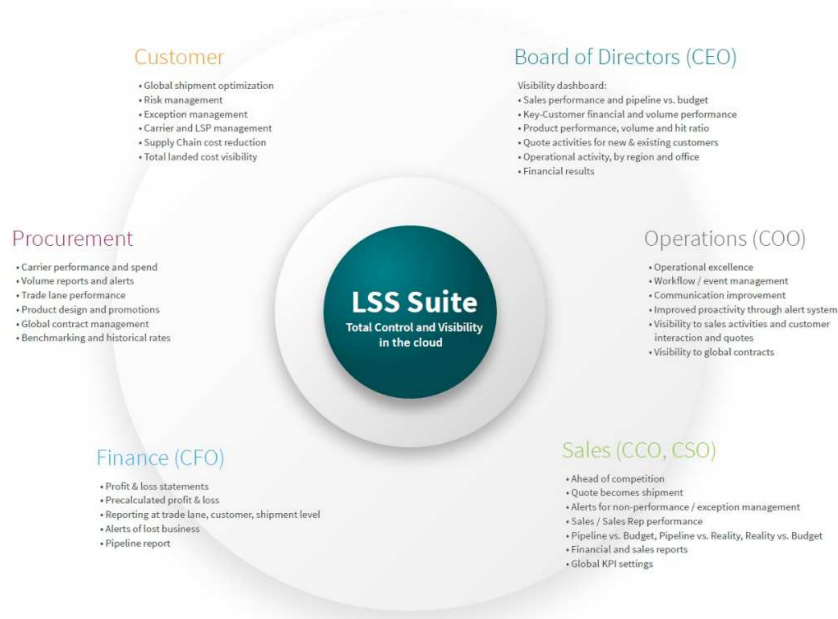 Customer
• Global shipment optimization
• Risk management
• Exception management
• Carrier and LSP management
• Supply Chain cost reduction
• Total landed cost visibility
Board of Directors (CEO)
Visibility dashboard:
• Sales performance and pipeline vs. budget
• Key-Customer financial and volume performance
• Product performance, volume and hit ratio
• Quote activities for new & existing customers
• Operational activity, by region and office
• Financial results
Procurement
• Carrier performance and spend
• Volume reports and alerts
• Trade lane performance
• Product design and promotions
• Global contract management
• Benchmarking and historical rates
LSS Suite
Total Control and Visibility
in the cloud
Operations (COO)
• Operational excellence
• Workflow / event management
• Communication improvement
• Improved proactivity through alert system
• Visibility to sales activities and customer
interaction and quotes
• Visibility to global contracts
Finance (CFO)
• Profit & loss statements
• Precalculated profit & loss
• Reporting at trade lane, customer, shipment level
• Alerts of lost business
• Pipeline report
Sales (CCO, CSO)
• Ahead of competition
• Quote becomes shipment
• Alerts for non-performance / exception management
• Sales / Sales Rep performance
• Pipeline vs. Budget, Pipeline vs. Reality, Reality vs. Budget
• Financial and sales reports
• Global KPI settings